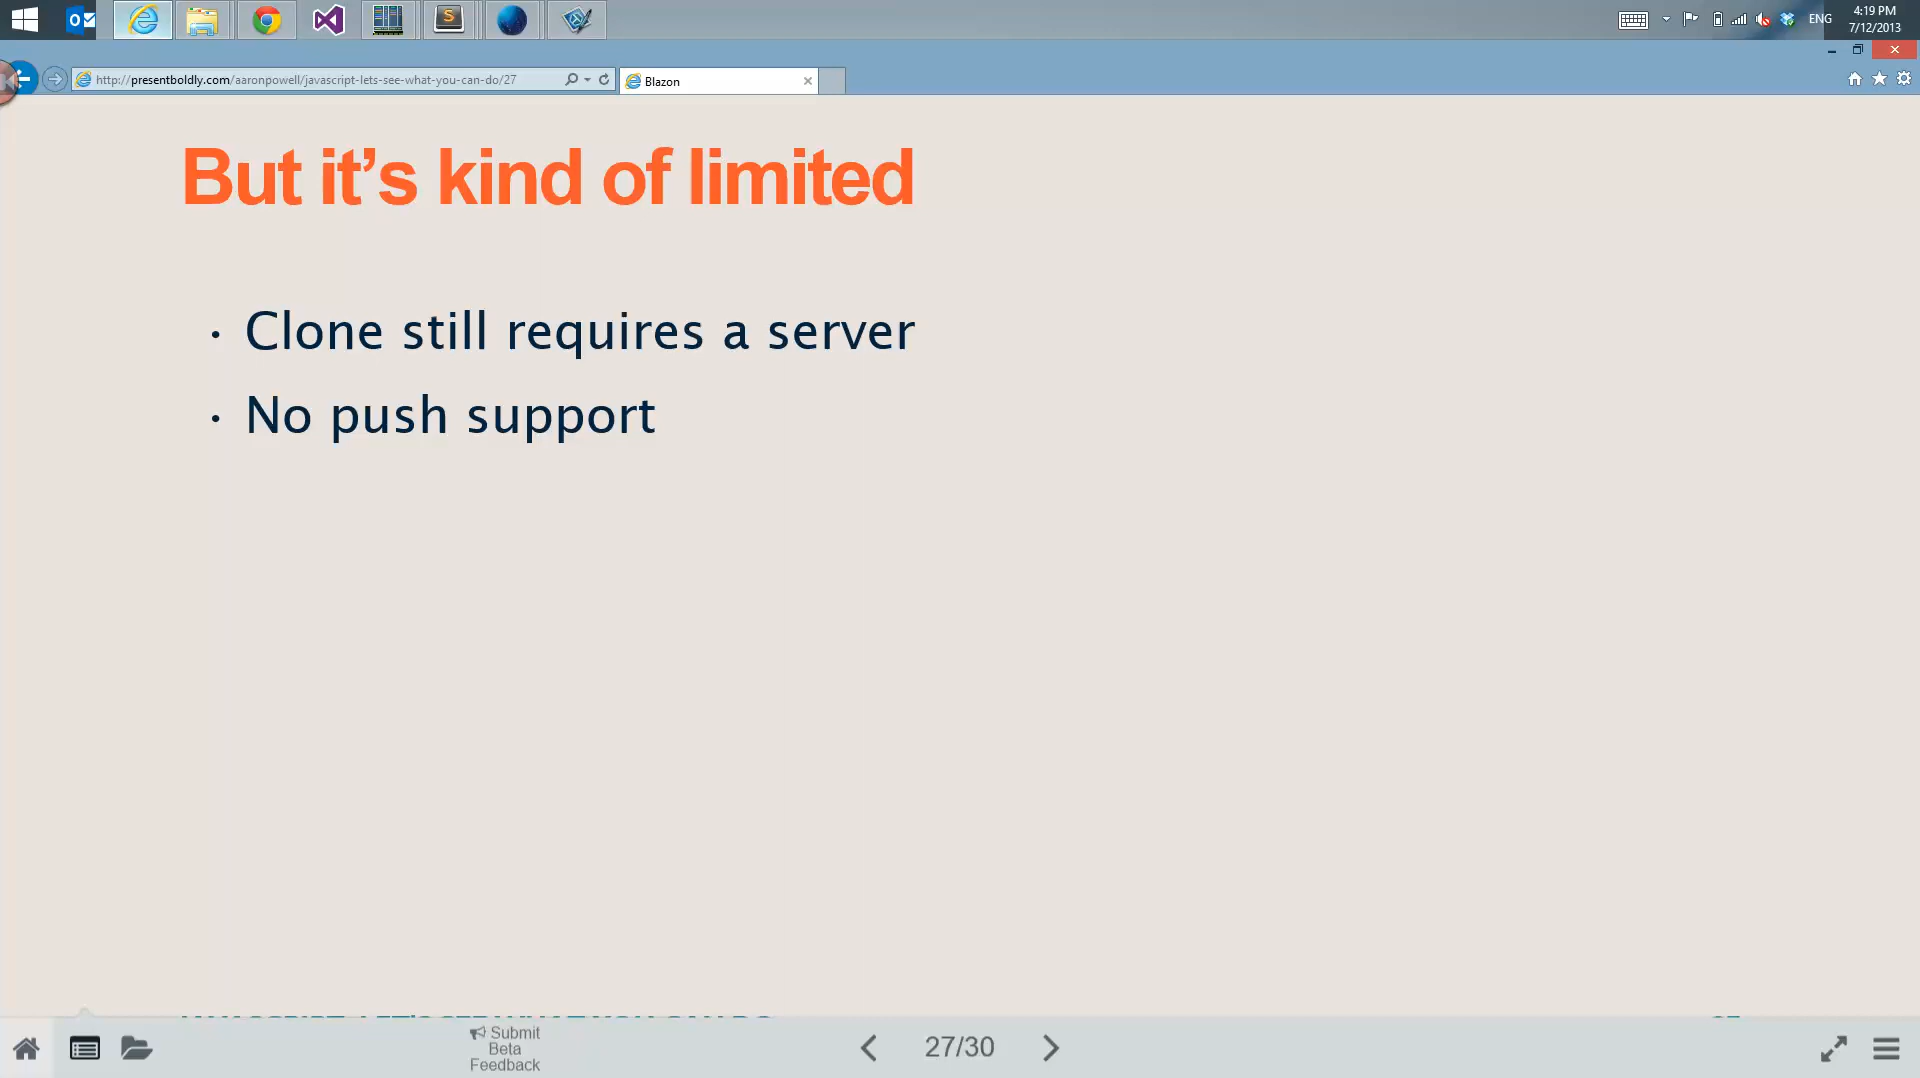 ENG
4:19 PM
7/12/2013
http://presentboldly.com/aaronpowell/javascript-lets-see-what-you-can-do/27
Blazon
But it’s kind of limited
· Clone still requires a server
· No push support
Submit
Beta
Feedback
27/30